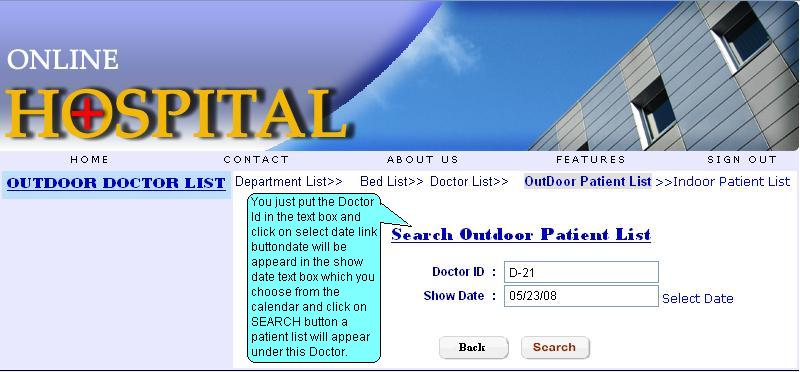 ONLINE
HOSPITAL
HOME CONTACT ABOUT US FEATURES SIGN OUT
OUTDOOR DOCTOR LIST
Department List>> Bed List>> Doctor List>> OutDoor Patient List >>Indoor Patient List
You just put the Doctor
Id in the text box and
click on select date link
buttondate will be
appeard in the show
date text box which you
choose from the
calendar and click on
SEARCH button a
patient list will appear
under this Doctor.
Search Outdoor Patient List
Doctor ID : D-21
Show Date : 05/23/08 Select Date
Back Search